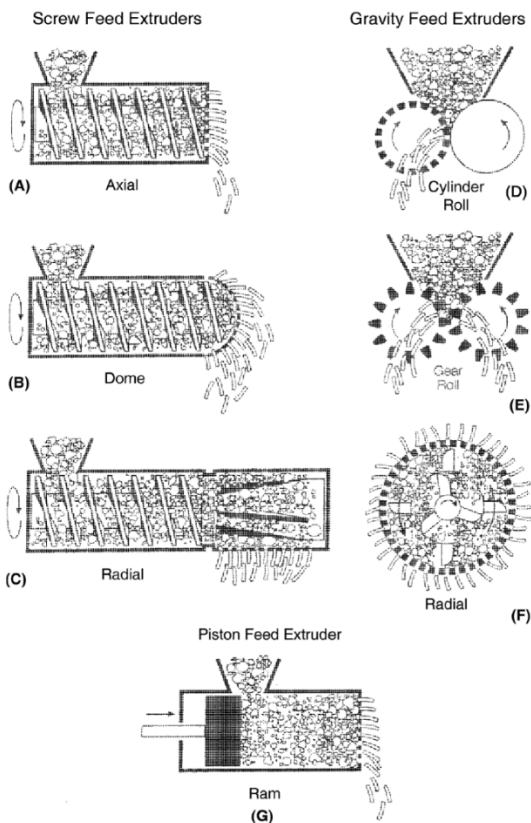 Screw Feed Extruders
Gravity Feed Extruders
(A)
Axial
Cylinder
Roll
(D)
(B)
Dome
Gear
Roll
(E)
(C)
Radial
Radial
(F)
Piston Feed Extruder
Ram
(G)